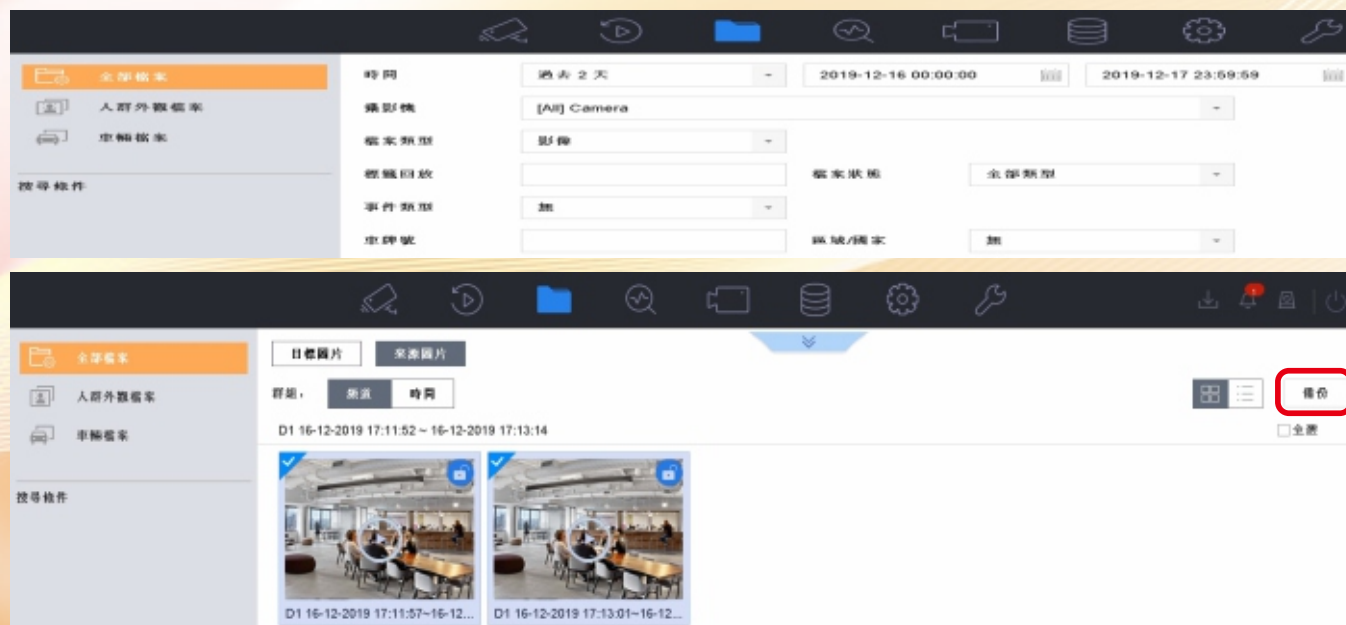 全部檔案
人群外觀檔案
車輛檔案
搜尋條件
時間 過去 2 天 2019-12-16 00:00:00 2019-12-17 23:59:59
攝影機 [All] Camera
檔案類型 影像
標籤回放 檔案狀態 全部類型
事件類型 無
車牌號 區域/國家 無
全部檔案
人群外觀檔案
車輛檔案
搜尋條件
目標圖片 來源圖片
群組: 頻道 時間 備份
D1 16-12-2019 17:11:52 ~ 16-12-2019 17:13:14 全選
D1 16-12-2019 17:11:57~16-12... D1 16-12-2019 17:13:01~16-12...